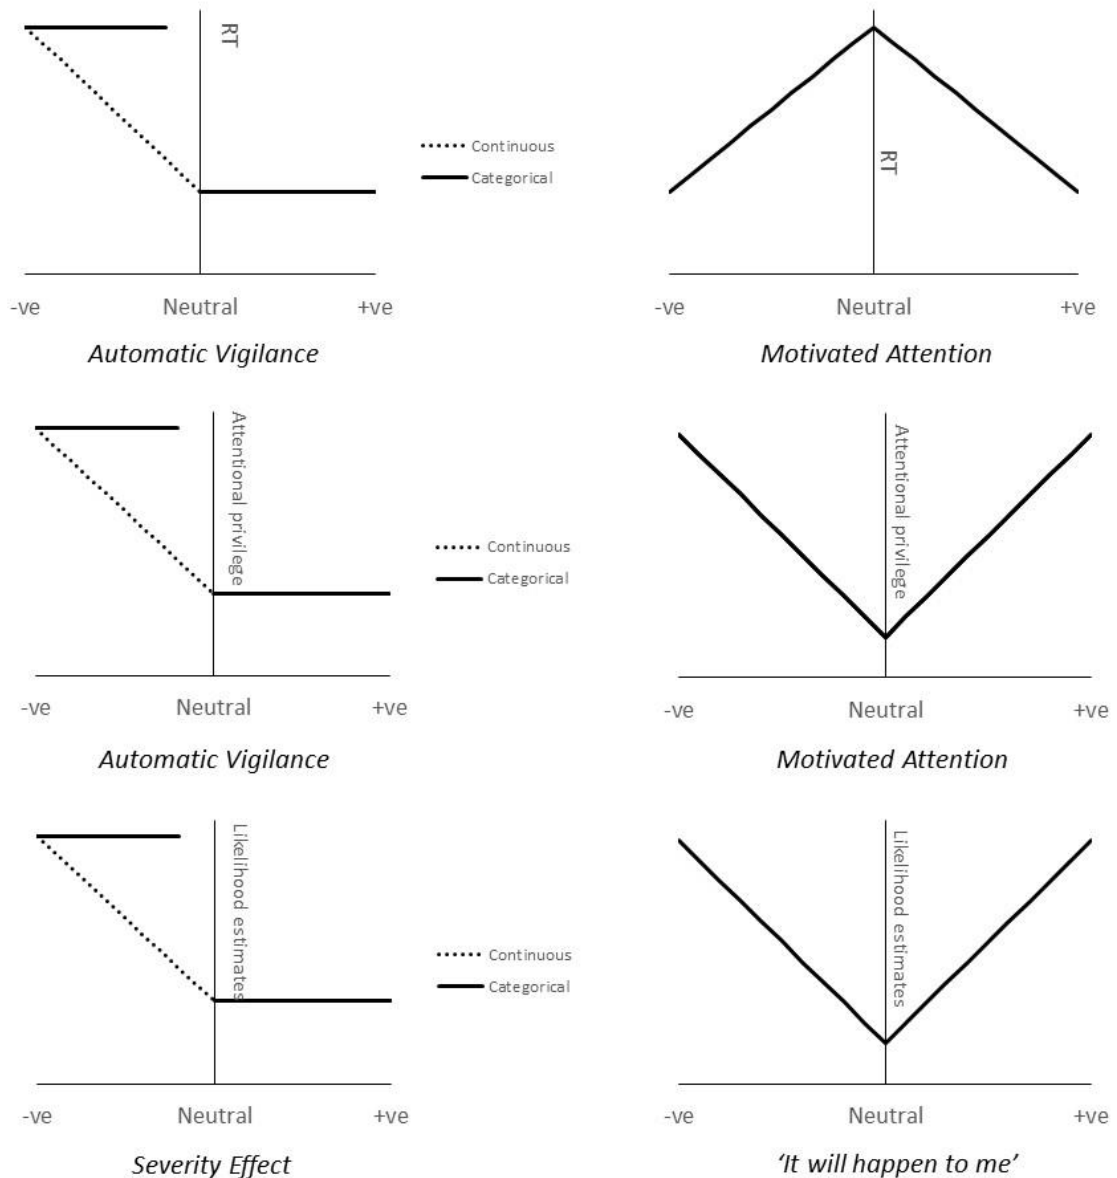 RT
Continuous
Categorical
RT
-ve Neutral +ve
-ve Neutral +ve
Automatic Vigilance
Motivated Attention
Attentional privilege
Continuous
Categorical
Attentional privilege
-ve Neutral +ve
-ve Neutral +ve
Automatic Vigilance
Motivated Attention
Likelihood estimates
Continuous
Categorical
Likelihood estimates
-ve Neutral +ve
-ve Neutral +ve
Severity Effect
‘It will happen to me’